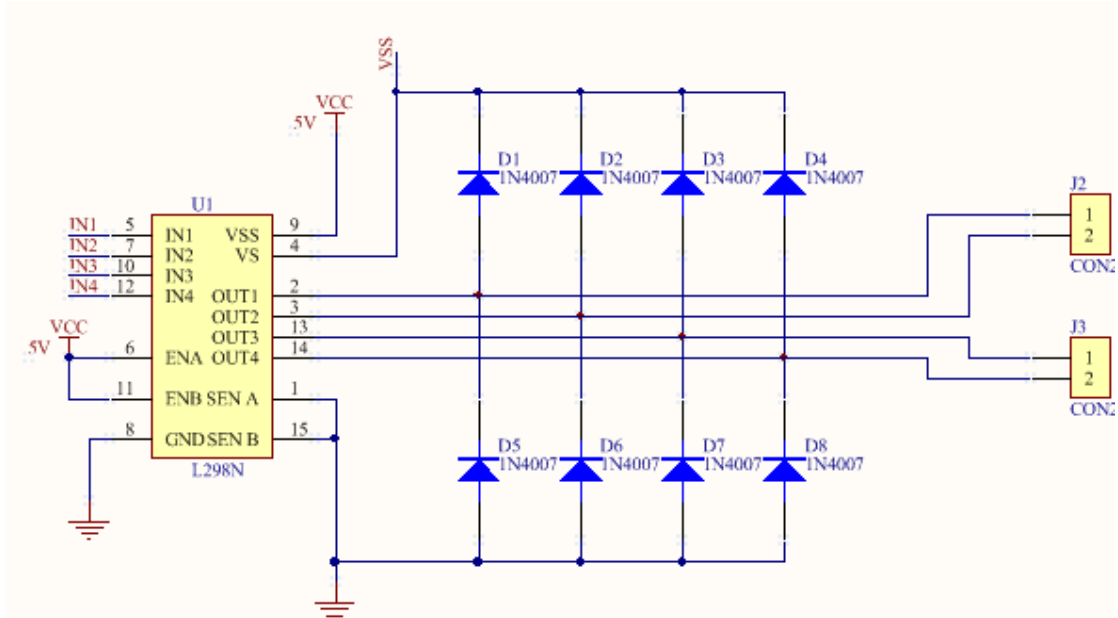 VSS
VCC
5V
D1
1N4007
D2
1N4007
D3
1N4007
D4
1N4007
J2
1
2
CON2
U1
IN1 5 IN1 VSS 9
IN2 7 IN2 VS 4
IN3 10 IN3
IN4 12 IN4 OUT1 2
OUT2 3
OUT3 13
VCC
5V
6 ENA OUT4 14
11 ENB SEN A 1
8 GND SEN B 15
L298N
J3
1
2
CON2
D5
1N4007
D6
1N4007
D7
1N4007
D8
1N4007